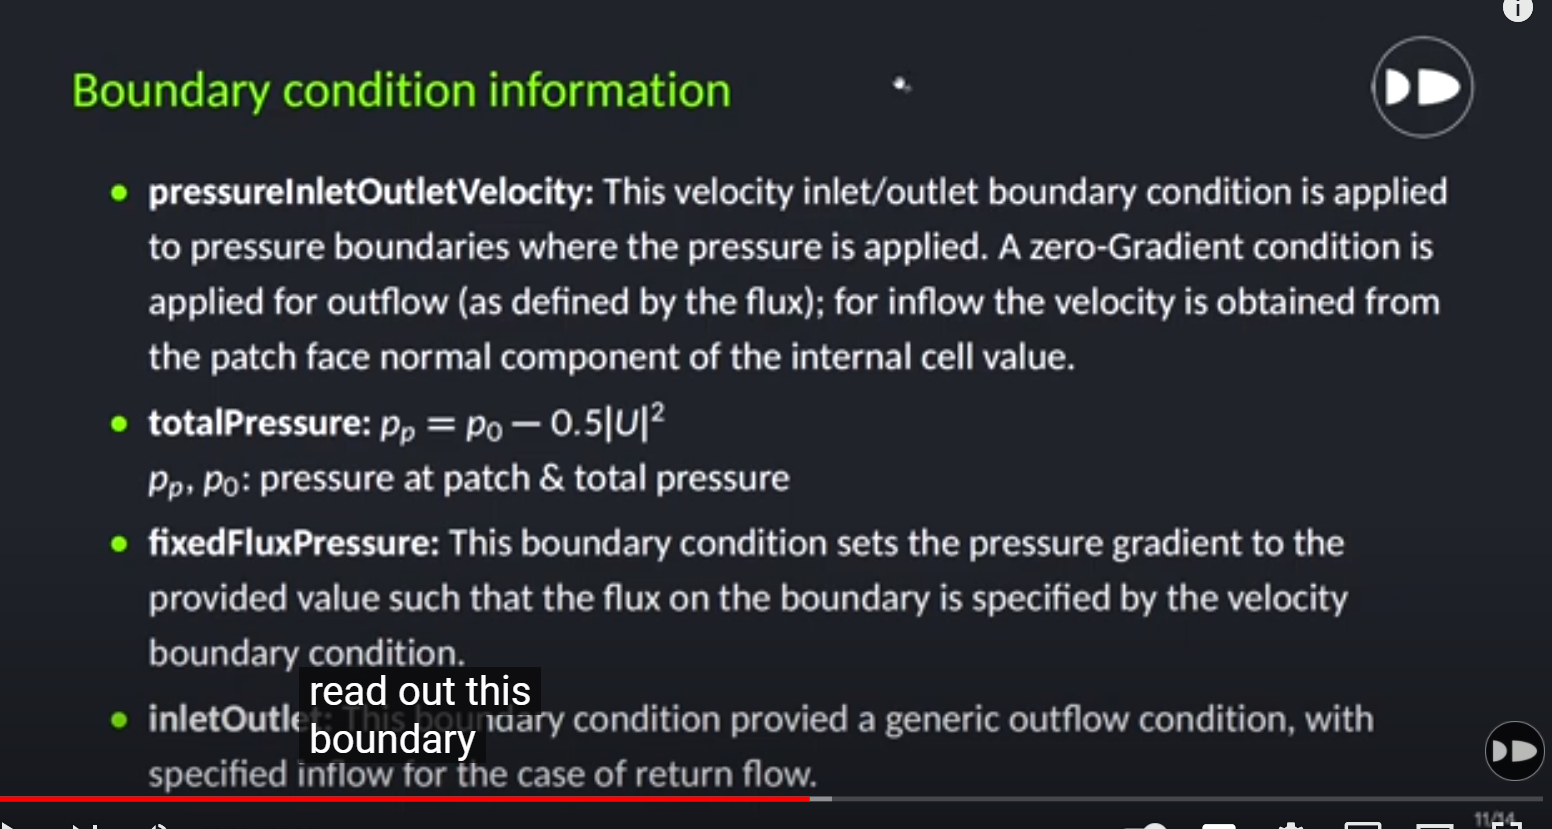 Boundary condition information
• pressureInletOutletVelocity: This velocity inlet/outlet boundary condition is applied
to pressure boundaries where the pressure is applied. A zero-Gradient condition is
applied for outflow (as defined by the flux); for inflow the velocity is obtained from
the patch face normal component of the internal cell value.
• totalPressure: pₚ = p₀ − 0.5|U|²
pₚ, p₀: pressure at patch & total pressure
• fixedFluxPressure: This boundary condition sets the pressure gradient to the
provided value such that the flux on the boundary is specified by the velocity
boundary condition.
read out this
• inletOutlet: This boundary condition provied a generic outflow condition, with
boundary
specified inflow for the case of return flow.
11/14